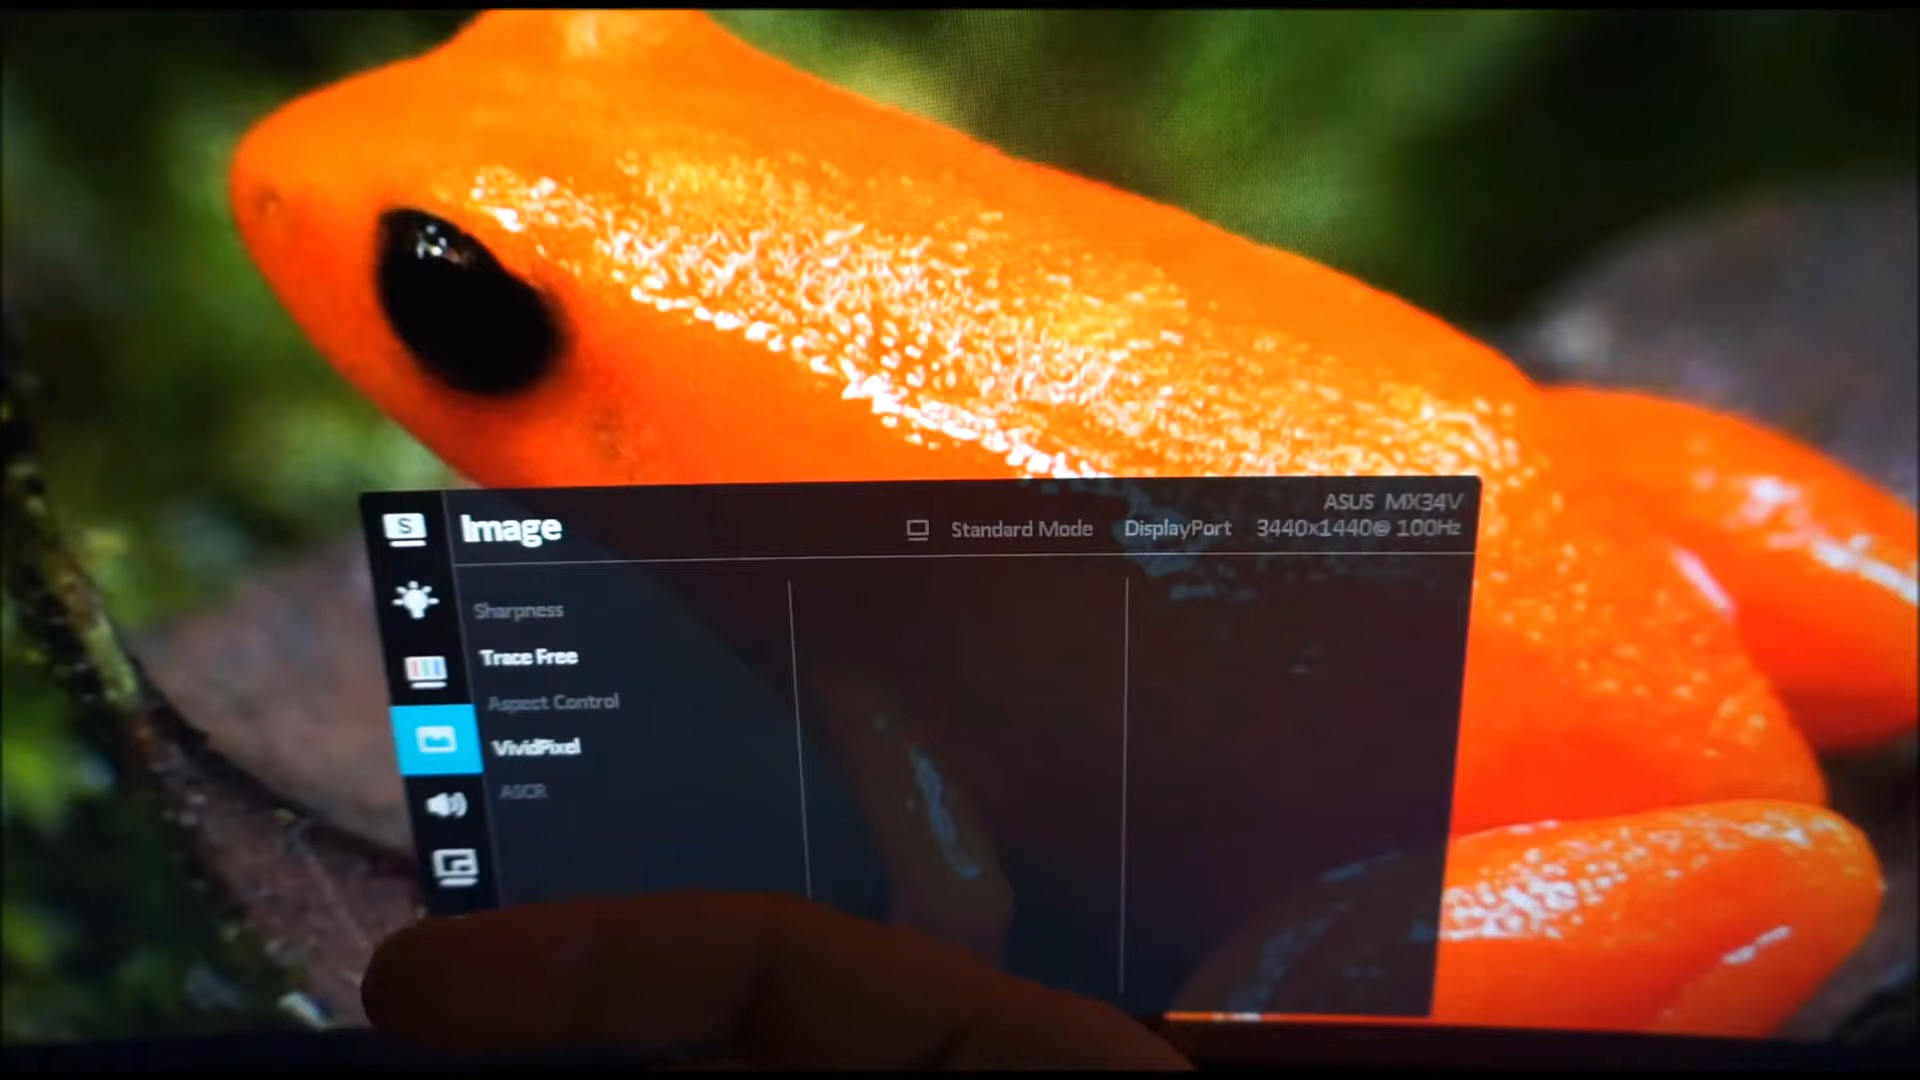 ASUS MX34V
Image
Standard Mode DisplayPort 3440x1440@ 100Hz
Sharpness
Trace Free
Aspect Control
VividPixel
ASCR
S